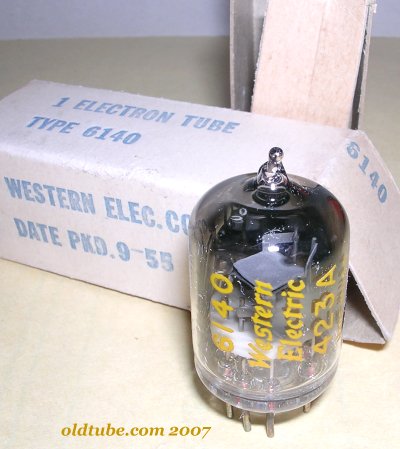 1 ELECTRON TUBE
TYPE 6140
6140
WESTERN ELEC.CO
DATE PKD.9-55
6140
Western
Electric
423A
oldtube.com 2007